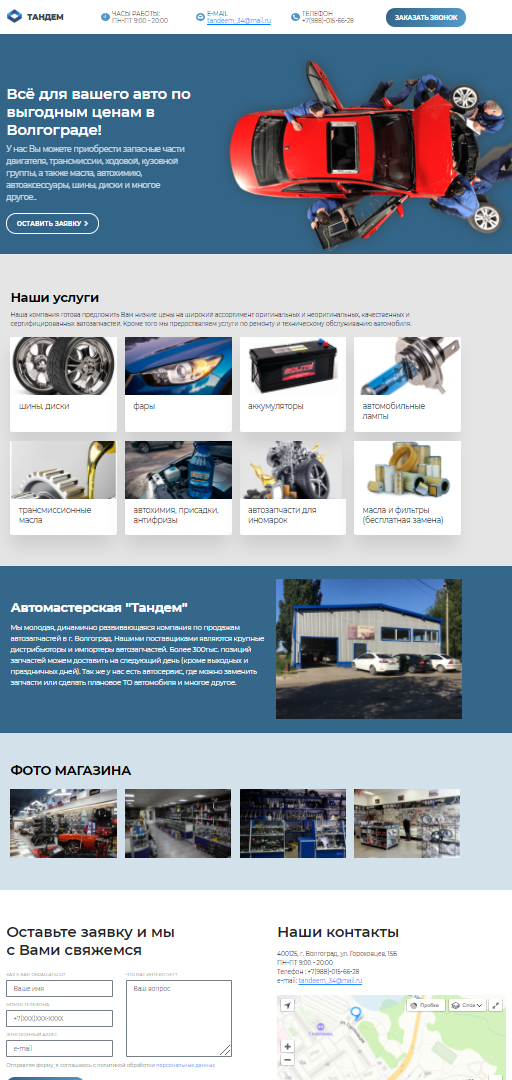 ТАНДЕМ
ЧАСЫ РАБОТЫ:
ПН-ПТ 9:00 - 20:00
E-MAIL
tandeem_34@mail.ru
ТЕЛЕФОН
+7(988)-015-66-28
ЗАКАЗАТЬ ЗВОНОК
Всё для вашего авто по
выгодным ценам в
Волгограде!
У нас Вы можете приобрести запасные части
двигателя, трансмиссии, ходовой, кузовной
группы, а также масла, автохимию,
автоаксессуары, шины, диски и многое
другое..
ОСТАВИТЬ ЗАЯВКУ
Наши услуги
Наша компания готова предложить Вам низкие цены на широкий ассортимент оригинальных и неоригинальных, качественных и
сертифицированных автозапчастей. Кроме того мы предоставляем услуги по ремонту и техническому обслуживанию автомобиля.
шины, диски
фары
аккумуляторы
автомобильные
лампы
трансмиссионные
масла
автохимия, присадки,
антифризы
автозапчасти для
иномарок
масла и фильтры
(бесплатная замена)
Автомастерская "Тандем"
Мы молодая, динамично развивающаяся компания по продажам
автозапчастей в г. Волгоград. Нашими поставщиками являются крупные
дистрибьюторы и импортеры автозапчастей. Более 300тыс. позиций
запчастей можем доставить на следующий день (кроме выходных и
праздничных дней). Так же у нас есть автосервис, где можно заменить
запчасти или сделать плановое ТО автомобиля и многое другое.
ФОТО МАГАЗИНА
Оставьте заявку и мы
с Вами свяжемся
КАК К ВАМ ОБРАЩАТЬСЯ?
Ваше имя
НОМЕР ТЕЛЕФОНА
+7(XXX)XXX-XXXX
ЭЛЕКТРОННЫЙ АДРЕС
e-mail
ЧТО ВАС ИНТЕРЕСУЕТ?
Ваш вопрос
Отправляя форму, я соглашаюсь с политикой обработки персональных данных
Наши контакты
400125, г. Волгоград, ул. Гороховцев, 15Б
ПН-ПТ 9:00 - 20:00
Телефон : +7(988)-015-66-28
e-mail: tandeem_34@mail.ru
Пробки
Слои